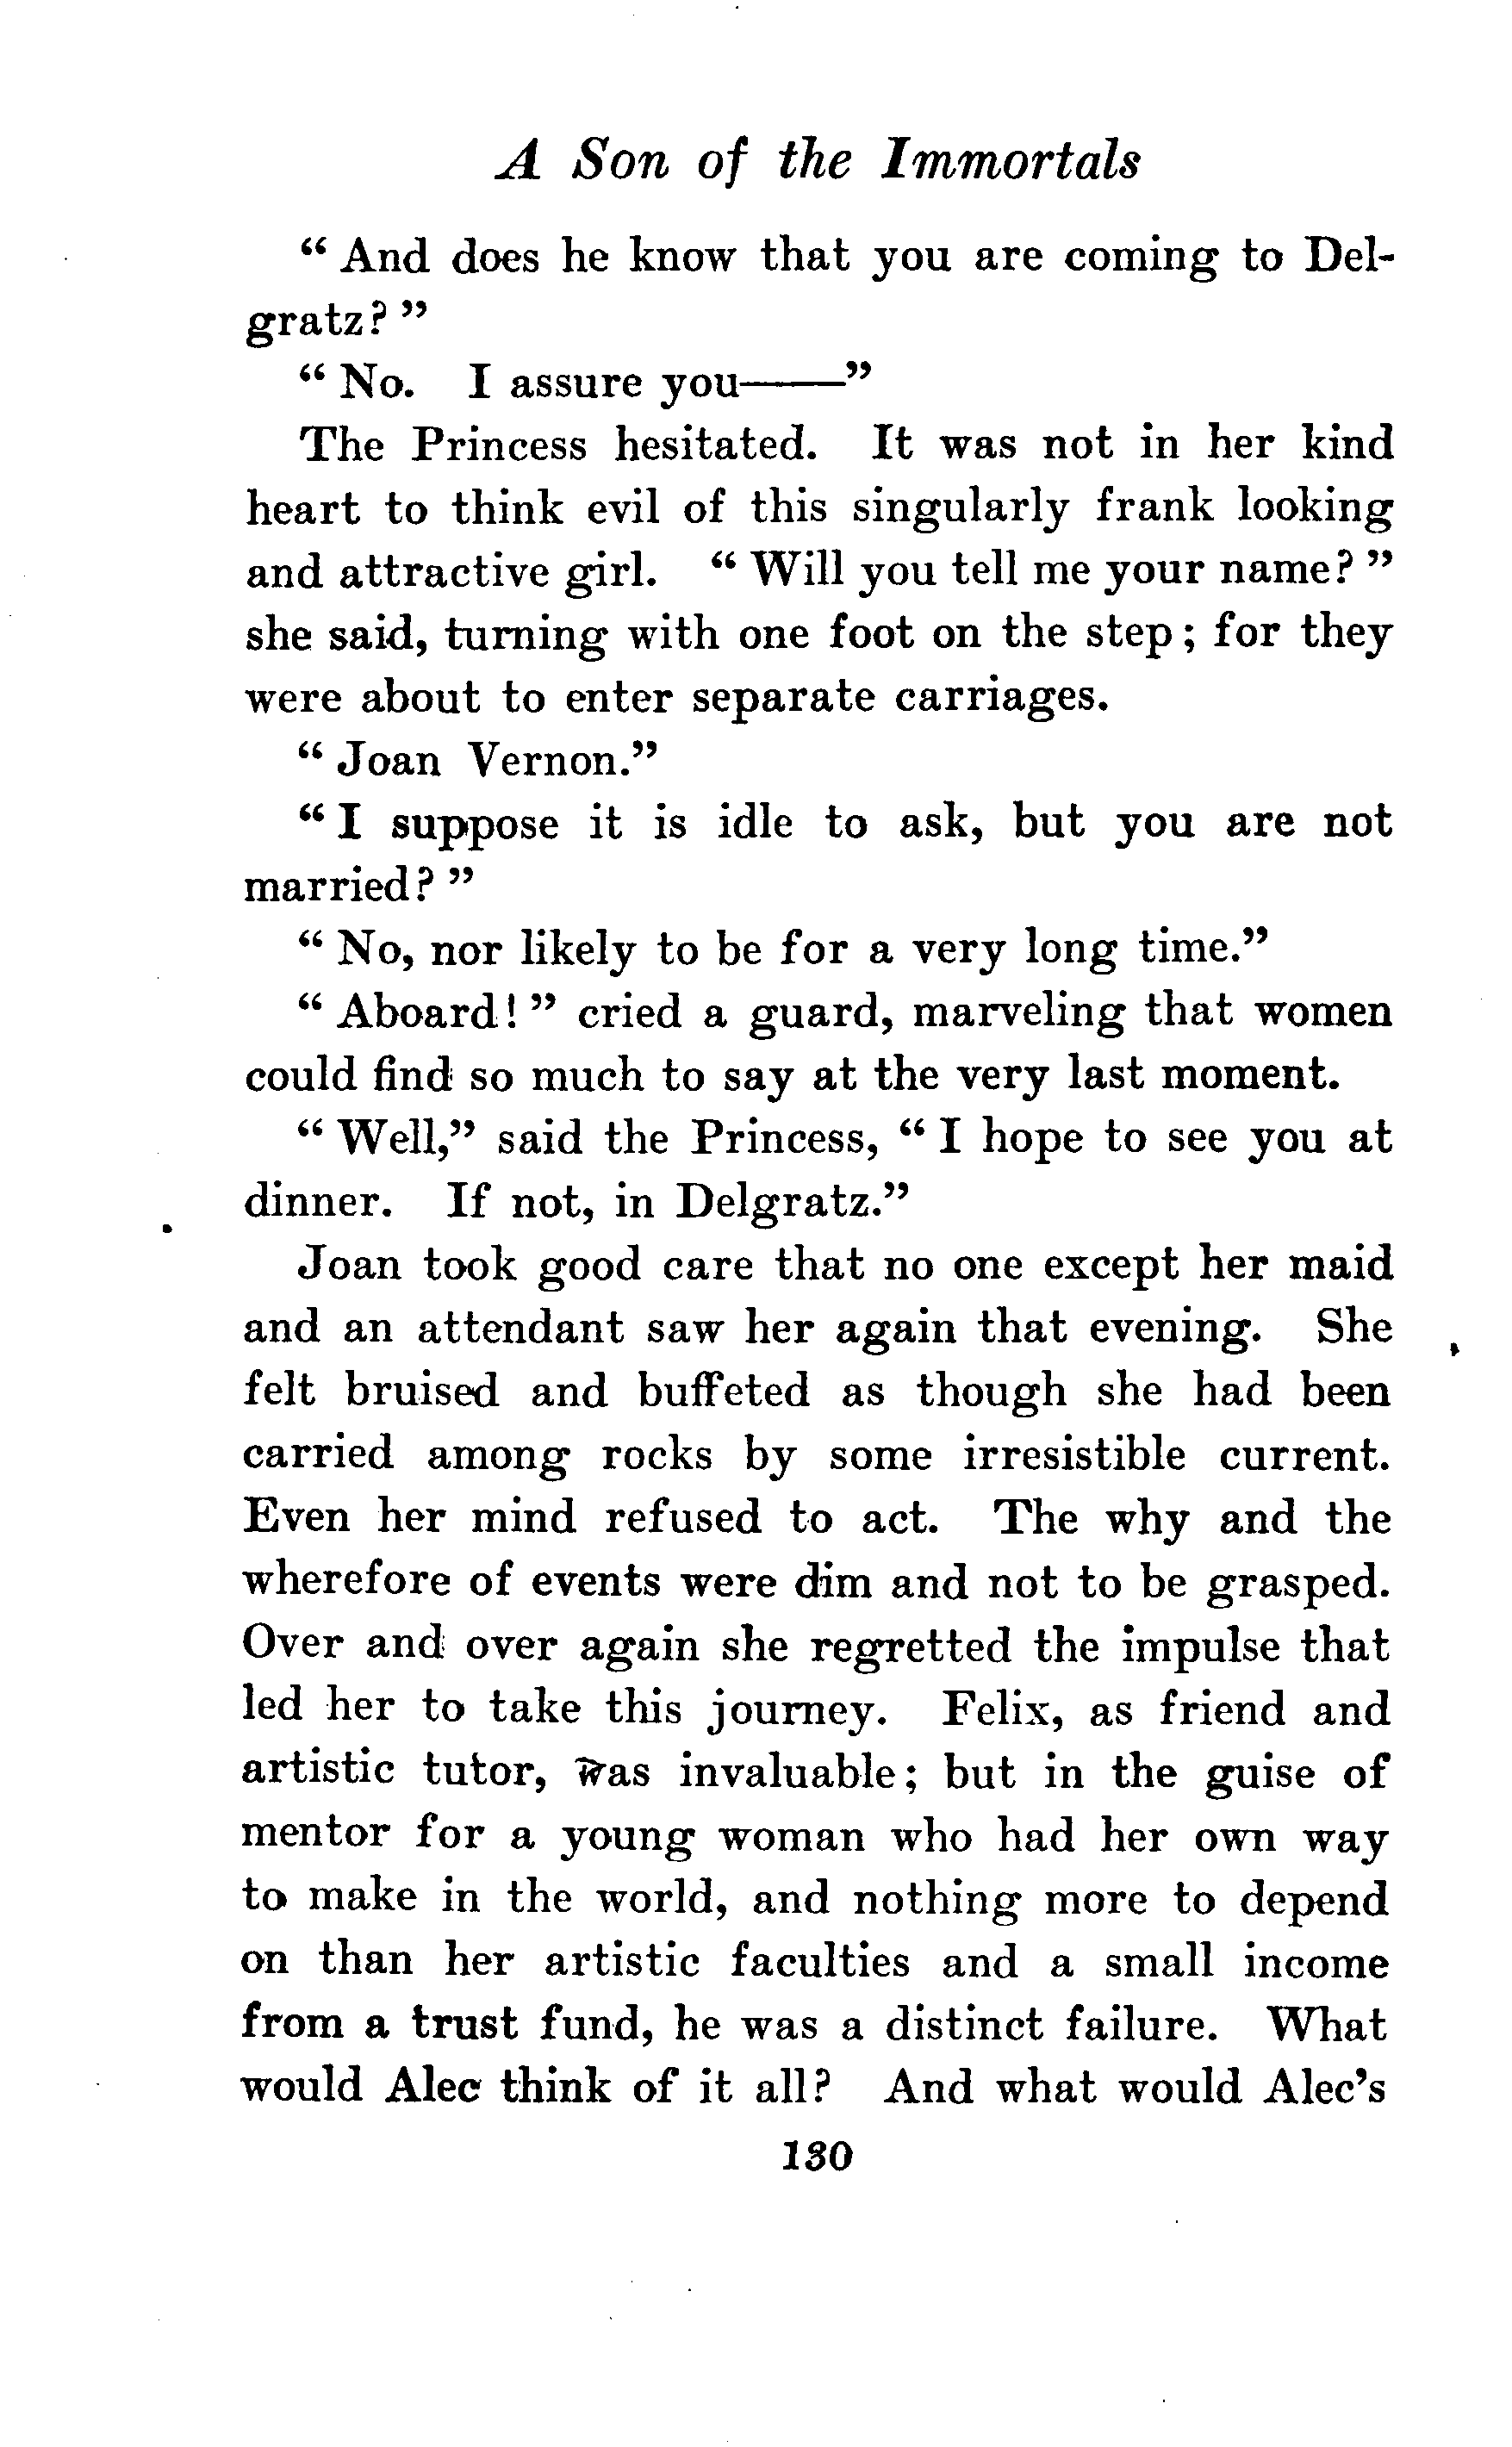 A Son of the Immortals
“ And does he know that you are coming to Del-
gratz? ”
“ No. I assure you——”
The Princess hesitated. It was not in her kind
heart to think evil of this singularly frank looking
and attractive girl. “ Will you tell me your name? ”
she said, turning with one foot on the step; for they
were about to enter separate carriages.
“ Joan Vernon.”
“ I suppose it is idle to ask, but you are not
married? ”
“ No, nor likely to be for a very long time.”
“ Aboard! ” cried a guard, marveling that women
could find so much to say at the very last moment.
“ Well,” said the Princess, “ I hope to see you at
dinner. If not, in Delgratz.”
Joan took good care that no one except her maid
and an attendant saw her again that evening. She
felt bruised and buffeted as though she had been
carried among rocks by some irresistible current.
Even her mind refused to act. The why and the
wherefore of events were dim and not to be grasped.
Over and over again she regretted the impulse that
led her to take this journey. Felix, as friend and
artistic tutor, was invaluable; but in the guise of
mentor for a young woman who had her own way
to make in the world, and nothing more to depend
on than her artistic faculties and a small income
from a trust fund, he was a distinct failure. What
would Alec think of it all? And what would Alec’s
130